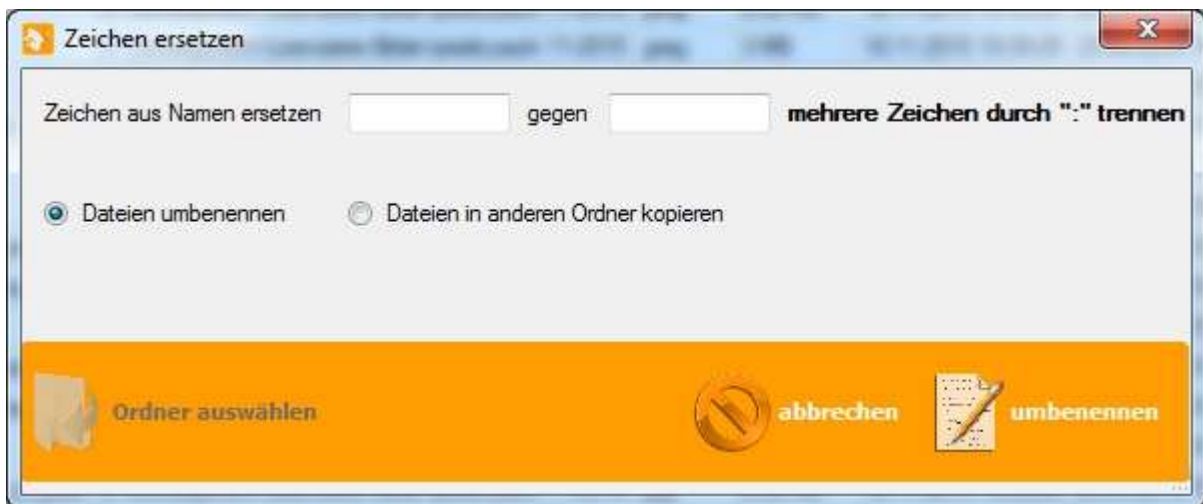 Zeichen ersetzen
Zeichen aus Namen ersetzen gegen mehrere Zeichen durch ":" trennen
Dateien umbenennen Dateien in anderen Ordner kopieren
Ordner auswählen abbrechen umbenennen